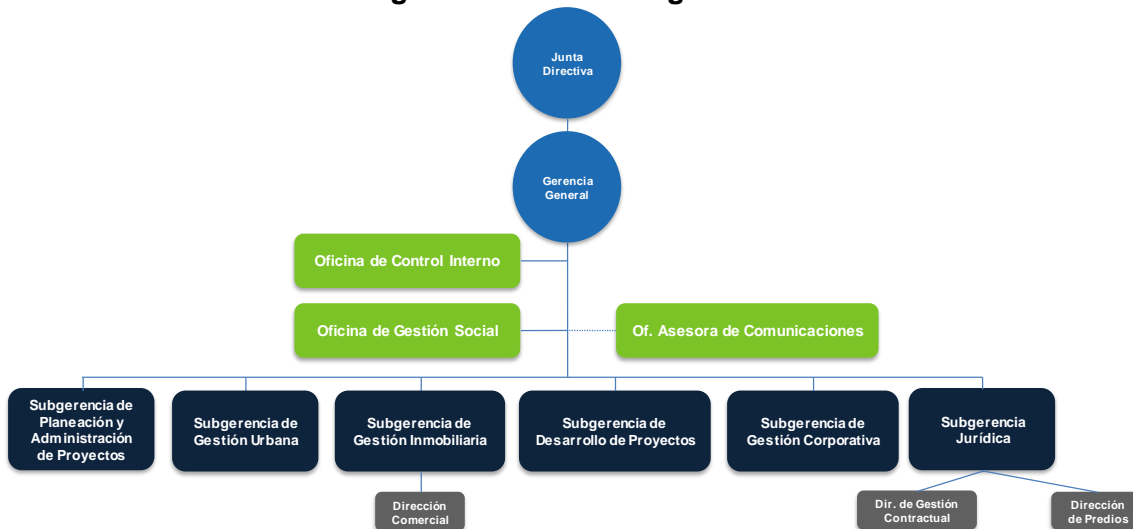 Junta
Directiva
Gerencia
General
Oficina de Control Interno
Oficina de Gestión Social
Of. Asesora de Comunicaciones
Subgerencia de
Planeación y
Administración
de Proyectos
Subgerencia de
Gestión Urbana
Subgerencia de
Gestión Inmobiliaria
Subgerencia de
Desarrollo de Proyectos
Subgerencia de
Gestión Corporativa
Subgerencia
Jurídica
Dirección
Comercial
Dir. de Gestión
Contractual
Dirección
de Predios